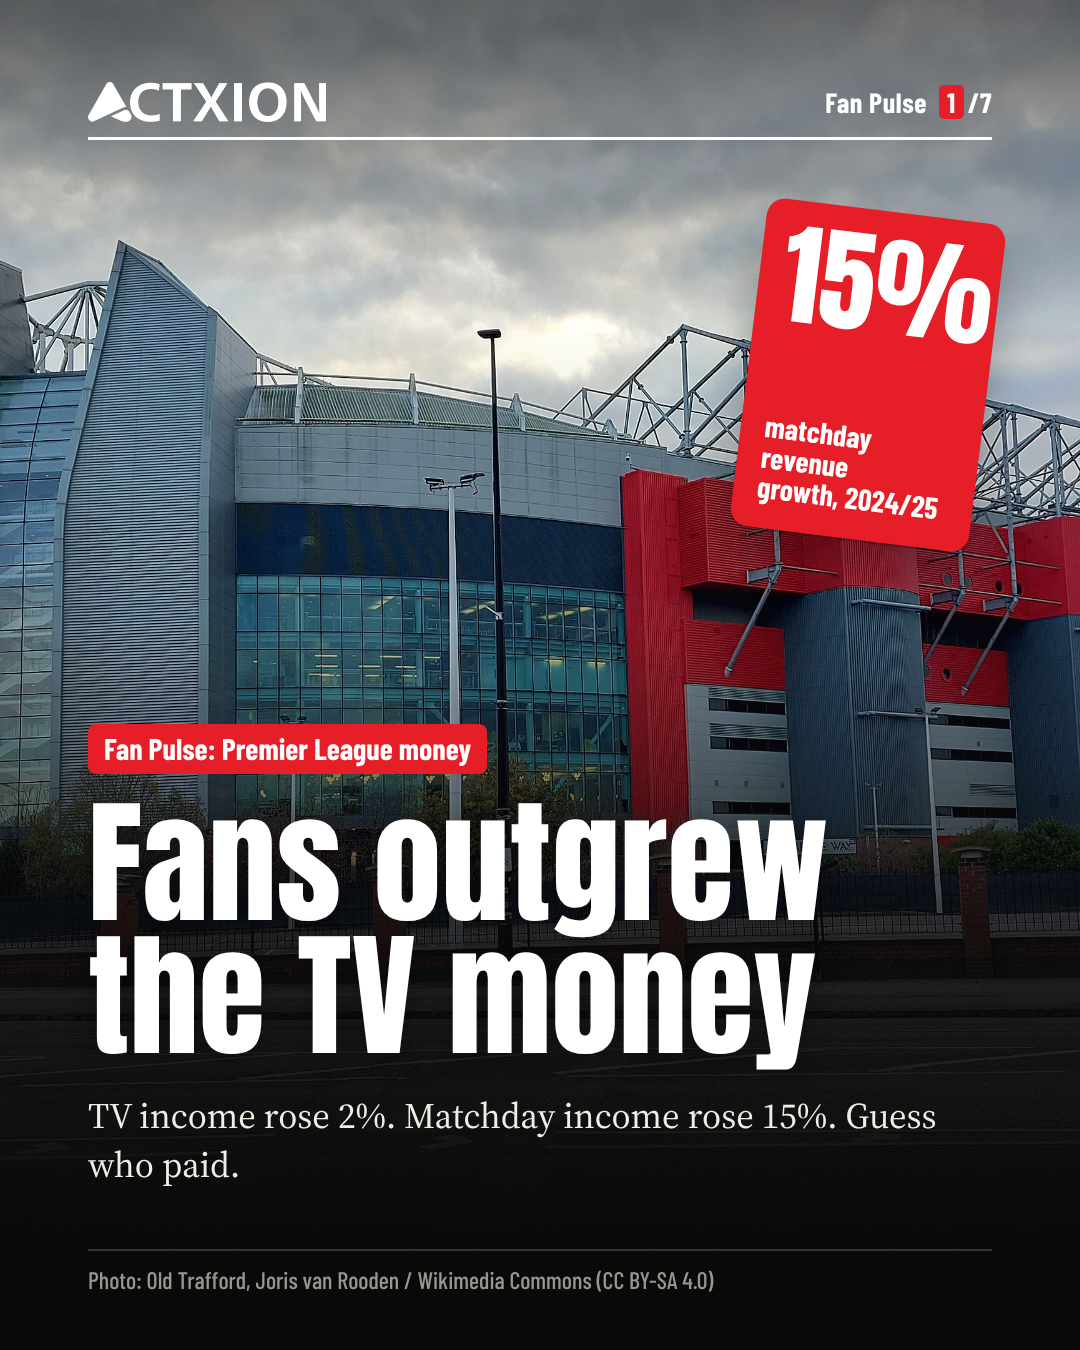 ACTXION
Fan Pulse 1/7
15%
matchday
revenue
growth, 2024/25
WAY
Fan Pulse: Premier League money
Fans outgrew
the TV money
TV income rose 2%. Matchday income rose 15%. Guess
who paid.
Photo: Old Trafford, Joris van Rooden / Wikimedia Commons (CC BY-SA 4.0)